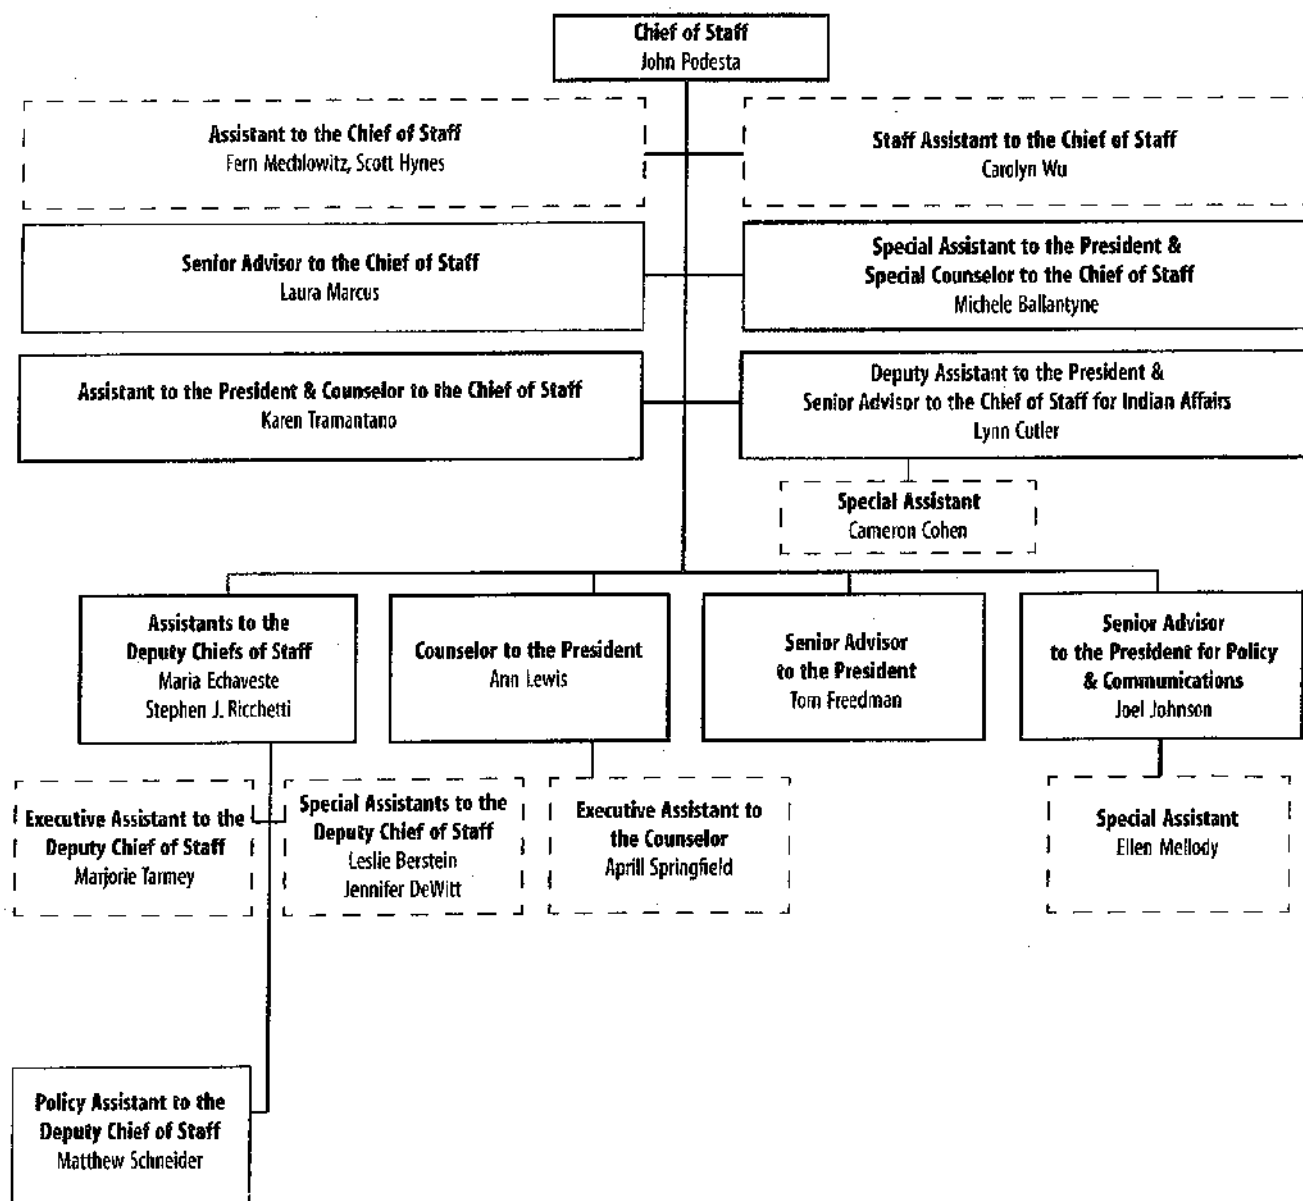 Chief of Staff
John Podesta
Assistant to the Chief of Staff
Fern Mechlowitz, Scott Hynes
Staff Assistant to the Chief of Staff
Carolyn Wu
Senior Advisor to the Chief of Staff
Laura Marcus
Special Assistant to the President &
Special Counselor to the Chief of Staff
Michele Ballantyne
Assistant to the President & Counselor to the Chief of Staff
Karen Tramantano
Deputy Assistant to the President &
Senior Advisor to the Chief of Staff for Indian Affairs
Lynn Cutler
Special Assistant
Cameron Cohen
Assistants to the
Deputy Chiefs of Staff
Maria Echaveste
Stephen J. Ricchetti
Counselor to the President
Ann Lewis
Senior Advisor
to the President
Tom Freedman
Senior Advisor
to the President for Policy
& Communications
Joel Johnson
Executive Assistant to the
Deputy Chief of Staff
Marjorie Tarmey
Special Assistants to the
Deputy Chief of Staff
Leslie Berstein
Jennifer DeWitt
Executive Assistant to
the Counselor
Aprill Springfield
Special Assistant
Ellen Mellody
Policy Assistant to the
Deputy Chief of Staff
Matthew Schneider